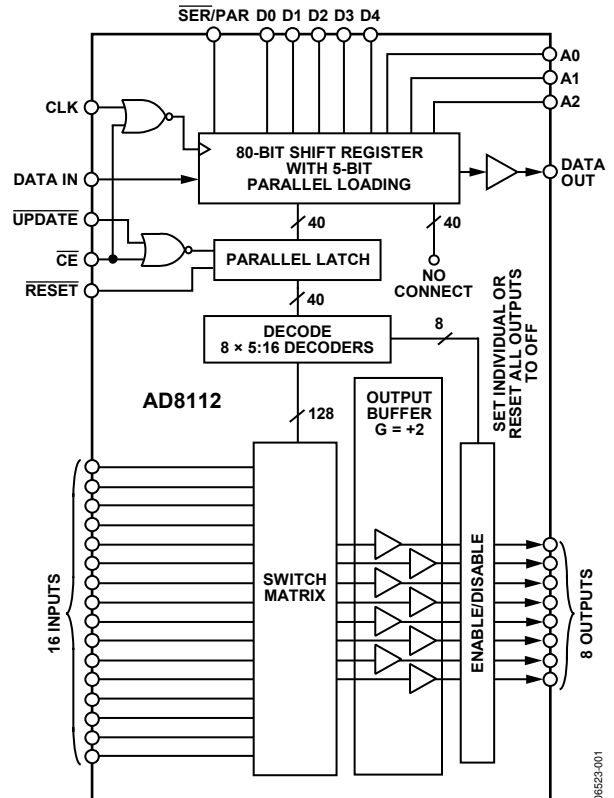 SER/PAR D0 D1 D2 D3 D4
A0
A1
A2
CLK
80-BIT SHIFT REGISTER
WITH 5-BIT
PARALLEL LOADING
DATA
OUT
DATA IN
UPDATE
40
40
CE
PARALLEL LATCH
NO
CONNECT
RESET
40
DECODE
8 × 5:16 DECODERS
8
SET INDIVIDUAL OR
RESET ALL OUTPUTS
TO OFF
AD8112
128
OUTPUT
BUFFER
G = +2
SWITCH
MATRIX
ENABLE/DISABLE
16 INPUTS
8 OUTPUTS
06523-001